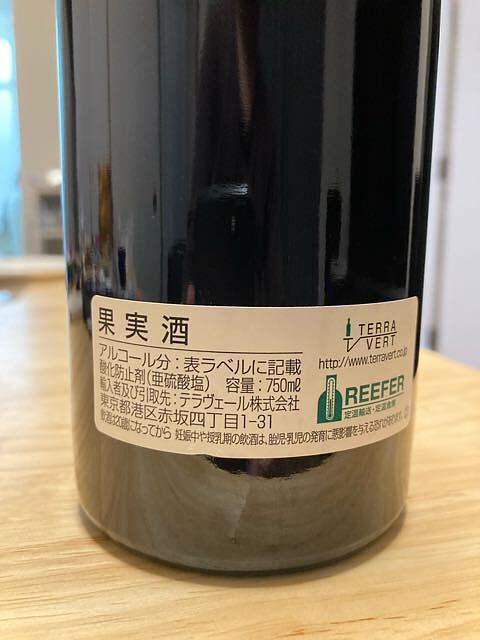 果実酒
アルコール分：表ラベルに記載
酸化防止剤(亜硫酸塩) 容量：750mℓ
輸入者及び引取先：テラヴェール株式会社
東京都港区赤坂四丁目1-31
飲酒は20歳になってから 妊娠中や授乳期の飲酒は、胎児・乳児の発育に悪影響を与える恐れがあります。
TERRA
VERT
T/V
http://www.terravert.co.jp
REEFER
定温輸送・定温倉庫